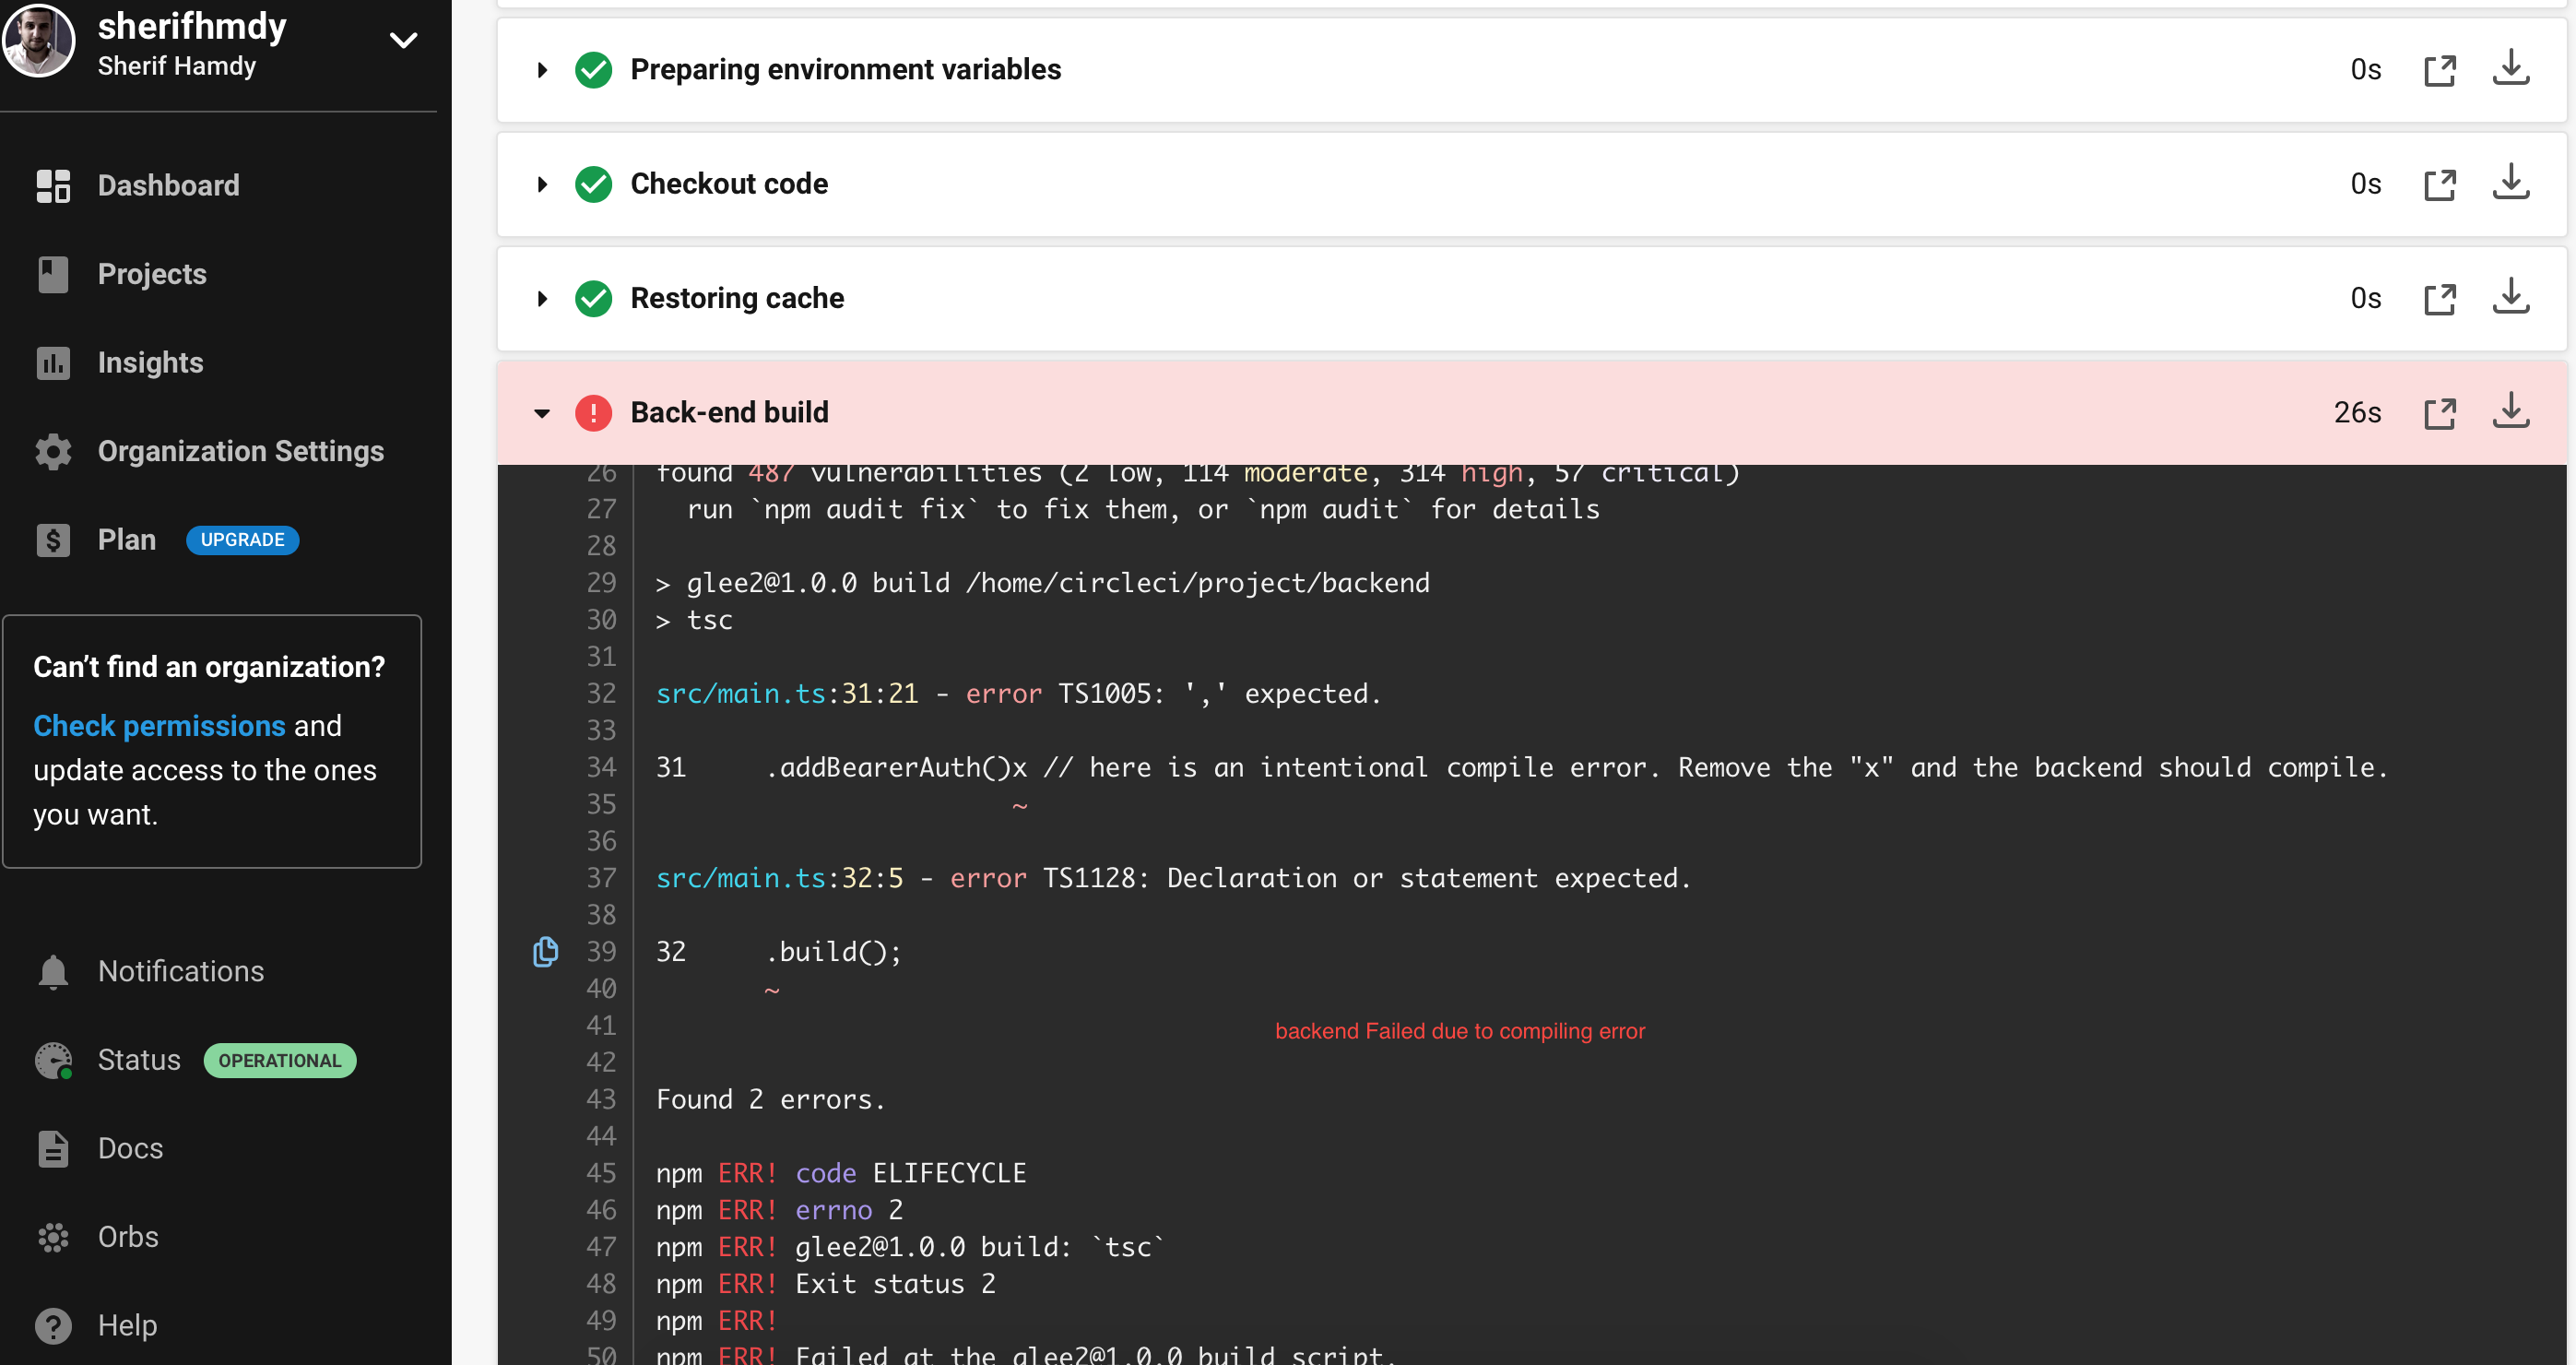 sherifhmdy
Sherif Hamdy
Dashboard
Projects
Insights
Organization Settings
Plan UPGRADE
Can’t find an organization?
Check permissions and
update access to the ones
you want.
Notifications
Status OPERATIONAL
Docs
Orbs
Help
Preparing environment variables 0s
Checkout code 0s
Restoring cache 0s
! Back-end build 26s
26 found 487 vulnerabilities (2 low, 114 moderate, 314 high, 57 critical)
27 run `npm audit fix` to fix them, or `npm audit` for details
28
29 > glee2@1.0.0 build /home/circleci/project/backend
30 > tsc
31
32 src/main.ts:31:21 - error TS1005: ',' expected.
33
34 31 .addBearerAuth()x // here is an intentional compile error. Remove the "x" and the backend should compile.
35 ~
36
37 src/main.ts:32:5 - error TS1128: Declaration or statement expected.
38
39 32 .build();
40 ~
41 backend Failed due to compiling error
42
43 Found 2 errors.
44
45 npm ERR! code ELIFECYCLE
46 npm ERR! errno 2
47 npm ERR! glee2@1.0.0 build: `tsc`
48 npm ERR! Exit status 2
49 npm ERR!
50 npm ERR! Failed at the glee2@1.0.0 build script.